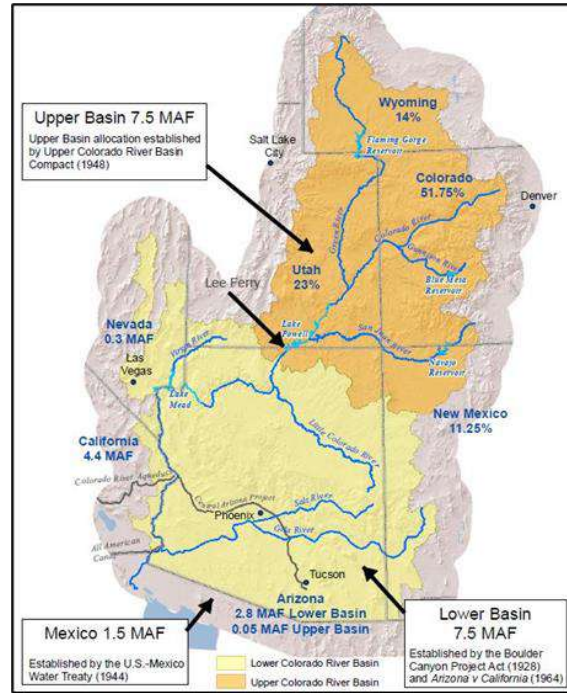 Upper Basin 7.5 MAF
Upper Basin allocation established
by Upper Colorado River Basin
Compact (1948)
Wyoming
14%
Flaming Gorge
Reservoir
Salt Lake
City
Colorado
51.75%
Denver
Green River
Colorado River
Gunnison River
Blue Mesa
Reservoir
Utah
23%
Lee Ferry
Lake
Powell
San Juan River
Navajo
Reservoir
Nevada
0.3 MAF
Las
Vegas
Virgin River
Lake
Mead
New Mexico
11.25%
California
4.4 MAF
Little Colorado River
Colorado River Aqueduct
Central Arizona Project
Salt River
Phoenix
Gila River
All American
Canal
Tucson
Arizona
2.8 MAF Lower Basin
0.05 MAF Upper Basin
Mexico 1.5 MAF
Established by the U.S.-Mexico
Water Treaty (1944)
Lower Basin
7.5 MAF
Established by the Boulder
Canyon Project Act (1928)
and Arizona v California (1964)
Lower Colorado River Basin
Upper Colorado River Basin